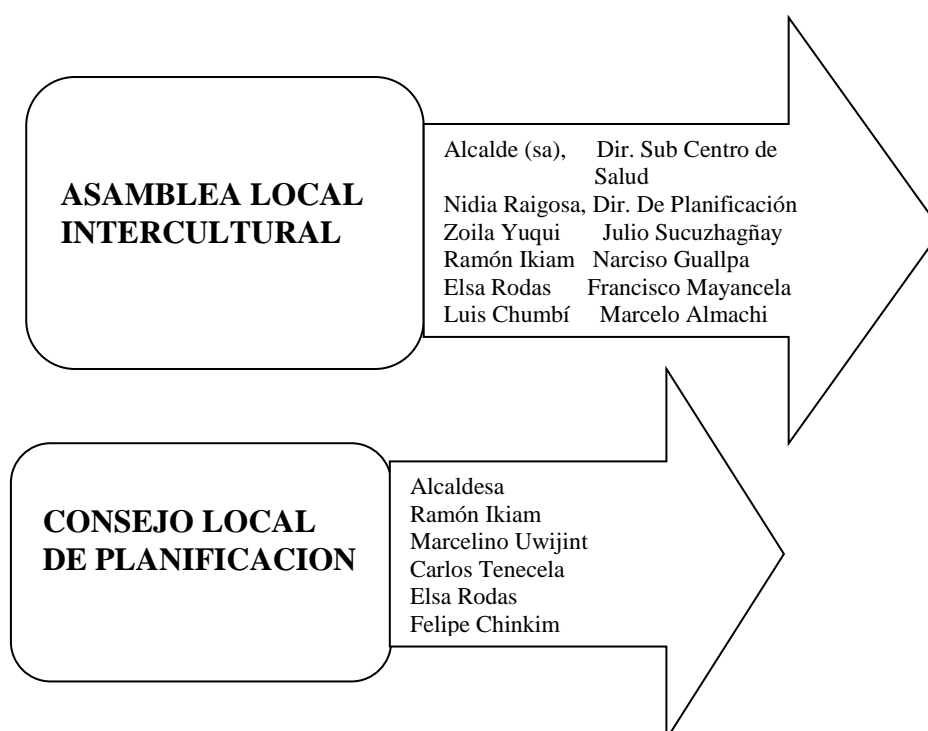 ASAMBLEA LOCAL
INTERCULTURAL
Alcalde (sa), Dir. Sub Centro de
Salud
Nidia Raigosa, Dir. De Planificación
Zoila Yuqui Julio Sucuzhagñay
Ramón Ikiam Narciso Guallpa
Elsa Rodas Francisco Mayancela
Luis Chumbí Marcelo Almachi
CONSEJO LOCAL
DE PLANIFICACION
Alcaldesa
Ramón Ikiam
Marcelino Uwijint
Carlos Tenecela
Elsa Rodas
Felipe Chinkim